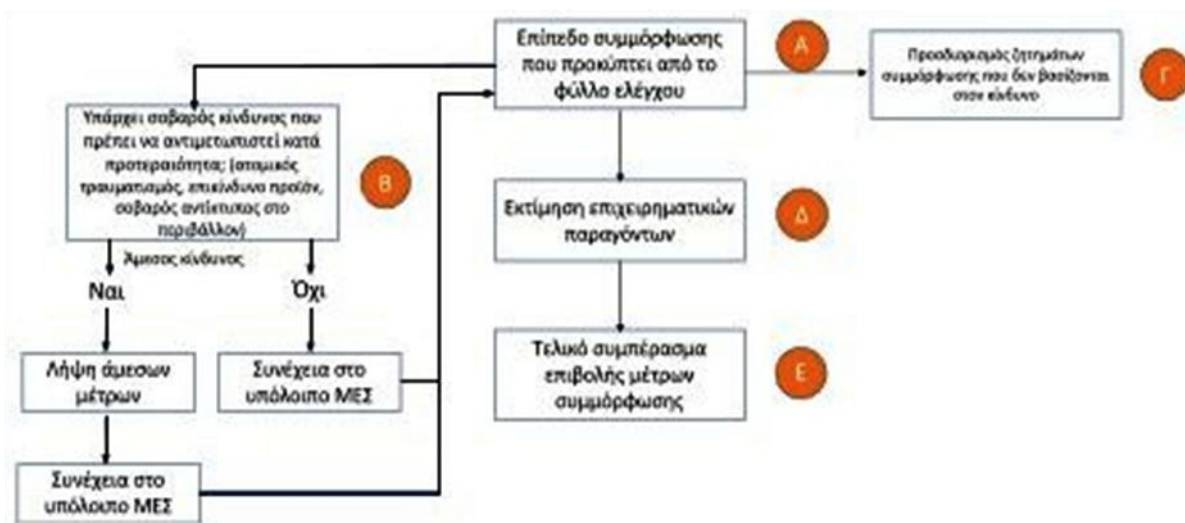 Επίπεδο συμμόρφωσης
που προκύπτει από το
φύλλο ελέγχου
Α
Προσδιορισμός ζητημάτων
συμμόρφωσης που δεν βασίζονται
στον κίνδυνο
Γ
Υπάρχει σοβαρός κίνδυνος που
πρέπει να αντιμετωπιστεί κατά
προτεραιότητα; (ατομικός
τραυματισμός, επικίνδυνο προϊόν,
σοβαρός αντίκτυπος στο
περιβάλλον)
Β
Άμεσος κίνδυνος
Ναι
Όχι
Εκτίμηση επιχειρηματικών
παραγόντων
Δ
Λήψη άμεσων
μέτρων
Συνέχεια στο
υπόλοιπο ΜΕΣ
Τελικό συμπέρασμα
επιβολής μέτρων
συμμόρφωσης
Ε
Συνέχεια στο
υπόλοιπο ΜΕΣ